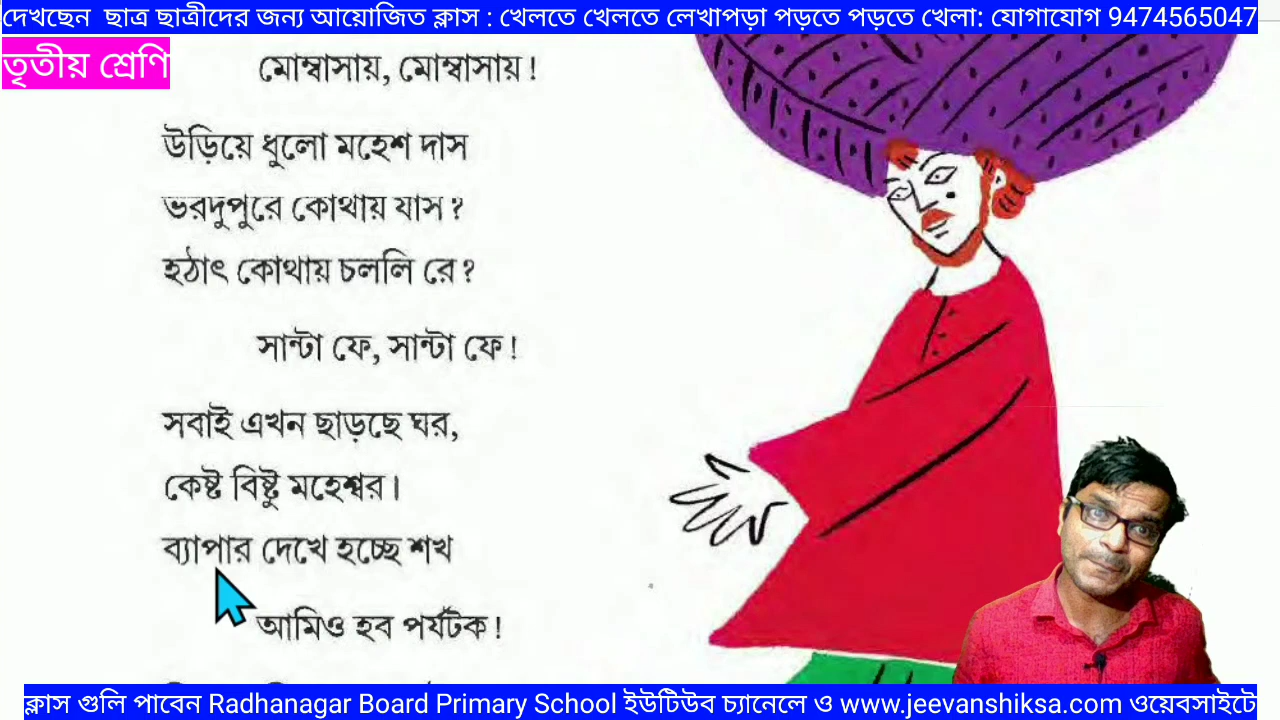 দেখছেন ছাত্র ছাত্রীদের জন্য আয়োজিত ক্লাস : খেলতে খেলতে লেখাপড়া পড়তে পড়তে খেলা: যোগাযোগ 9474565047
তৃতীয় শ্রেণি
মোম্বাসায়, মোম্বাসায় !
উড়িয়ে ধুলো মহেশ দাস
ভরদুপুরে কোথায় যাস ?
হঠাৎ কোথায় চললি রে ?
সান্টা ফে, সান্টা ফে !
সবাই এখন ছাড়ছে ঘর,
কেষ্ট বিষ্টু মহেশ্বর।
ব্যাপার দেখে হচ্ছে শখ
আমিও হব পর্যটক !
ক্লাস গুলি পাবেন Radhanagar Board Primary School ইউটিউব চ্যানেলে ও www.jeevanshiksa.com ওয়েবসাইটে